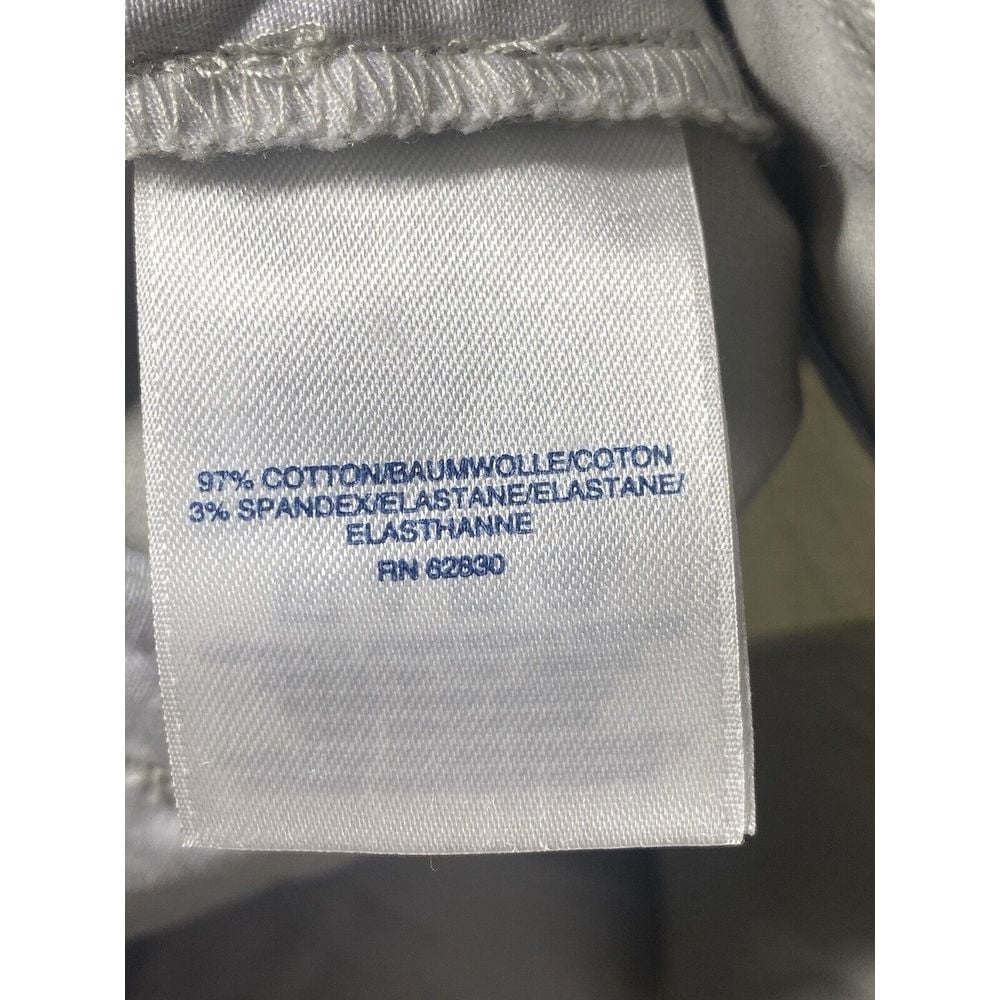 97% COTTON/BAUMWOLLE/COTON
3% SPANDEX/ELASTANE/ELASTANE/
ELASTHANNE
RN 62830